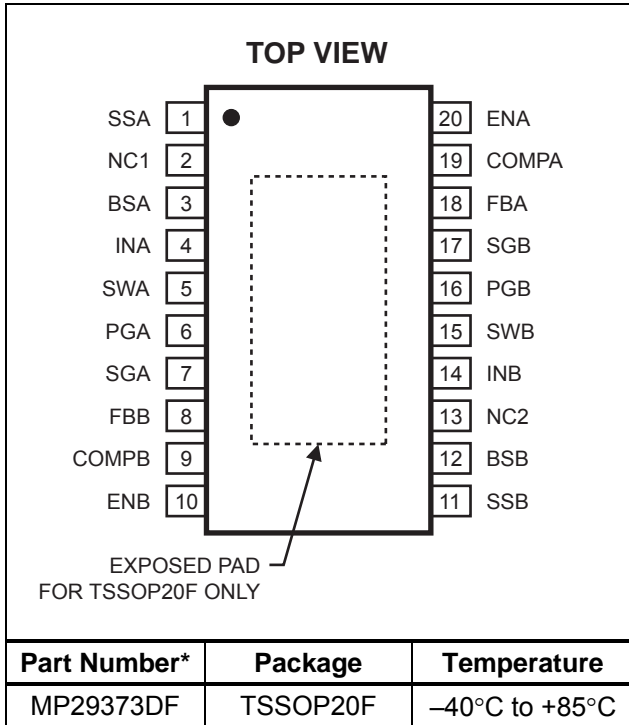 TOP VIEW
SSA 1 20 ENA
NC1 2 19 COMPA
BSA 3 18 FBA
INA 4 17 SGB
SWA 5 16 PGB
PGA 6 15 SWB
SGA 7 14 INB
FBB 8 13 NC2
COMPB 9 12 BSB
ENB 10 11 SSB
EXPOSED PAD
FOR TSSOP20F ONLY
Part Number* Package Temperature
MP29373DF TSSOP20F –40°C to +85°C